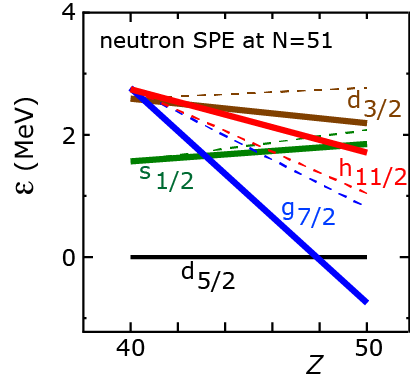 neutron SPE at N=51
4
2
0
ε (MeV)
d3/2
s1/2
h11/2
g7/2
d5/2
40
50
Z